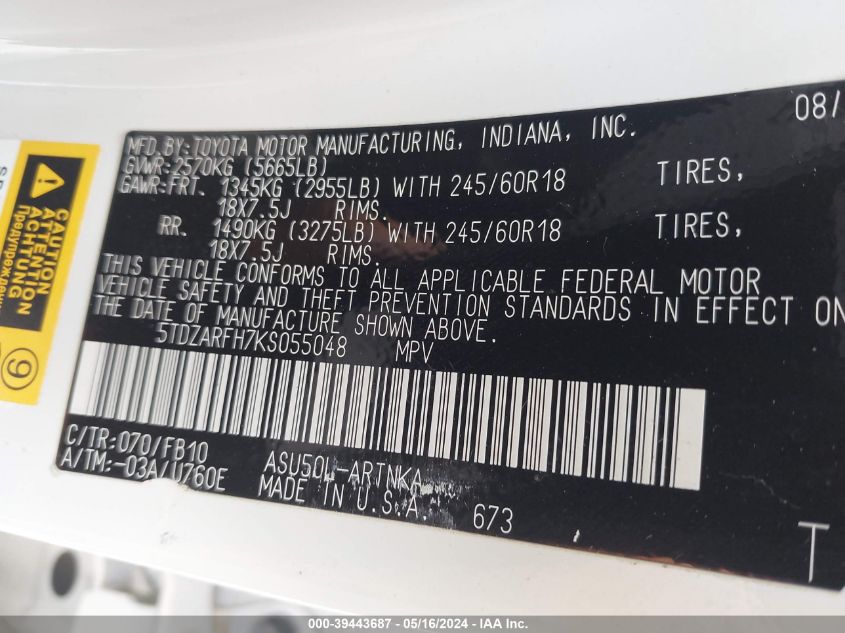 08/
MFD.BY:TOYOTA MOTOR MANUFACTURING, INDIANA, INC.
GVWR:2570KG (5665LB)
GAWR:FRT. 1345KG (2955LB) WITH 245/60R18 TIRES,
18X7.5J RIMS.
RR. 1490KG (3275LB) WITH 245/60R18 TIRES,
18X7.5J RIMS.
THIS VEHICLE CONFORMS TO ALL APPLICABLE FEDERAL MOTOR
VEHICLE SAFETY AND THEFT PREVENTION STANDARDS IN EFFECT ON
THE DATE OF MANUFACTURE SHOWN ABOVE.
5TDZARFH7KS055048 MPV
C/TR:070/FB10
A/TM:-03A/U760E
ASU50L-ARTNKA
MADE IN U.S.A. 673
T
CAUTION
ATTENTION
ACHTUNG
9
000-39443687 - 05/16/2024 - IAA Inc.